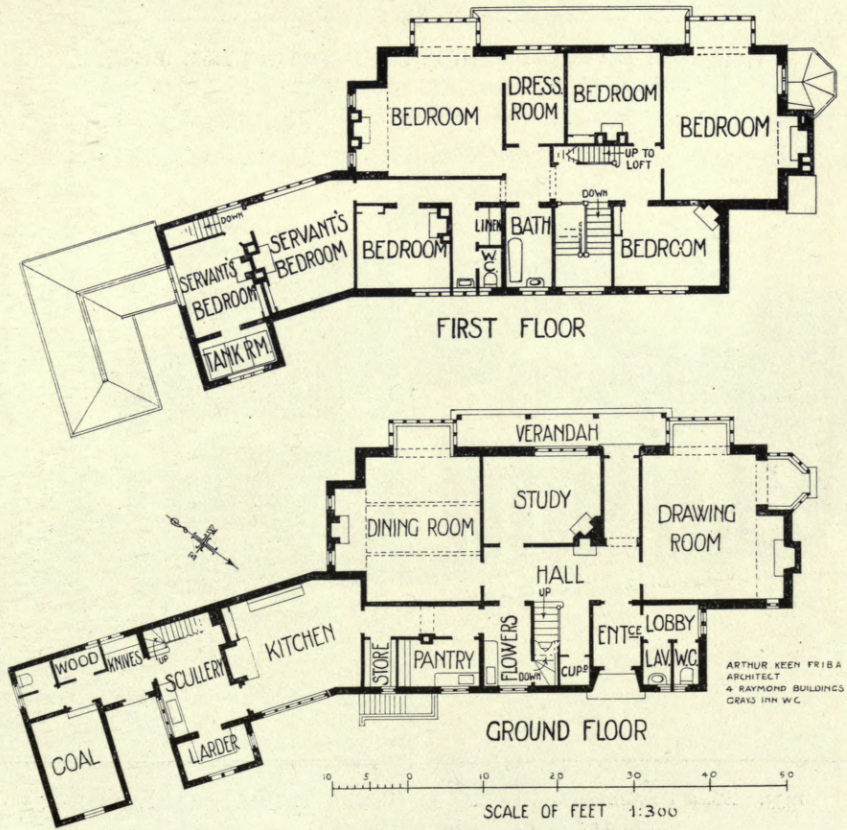 BEDROOM
DRESS.
ROOM
BEDROOM
BEDROOM
UP TO
LOFT
DOWN
DOWN
SERVANT'S
BEDROOM
SERVANT'S
BEDROOM
BEDROOM
LINEN
W.C.
BATH
BEDROOM
TANK RM.
FIRST FLOOR
VERANDAH
DINING ROOM
STUDY
DRAWING
ROOM
HALL
UP
KITCHEN
STORE
PANTRY
FLOWERS
DOWN
CUPD
ENTCE
LOBBY
LAV.
W.C.
WOOD
KNIVES
UP
SCULLERY
COAL
LARDER
ARTHUR KEEN FRIBA
ARCHITECT
4 RAYMOND BUILDINGS
GRAYS INN WC
GROUND FLOOR
10 5 0 10 20 30 40 50
SCALE OF FEET 1:300